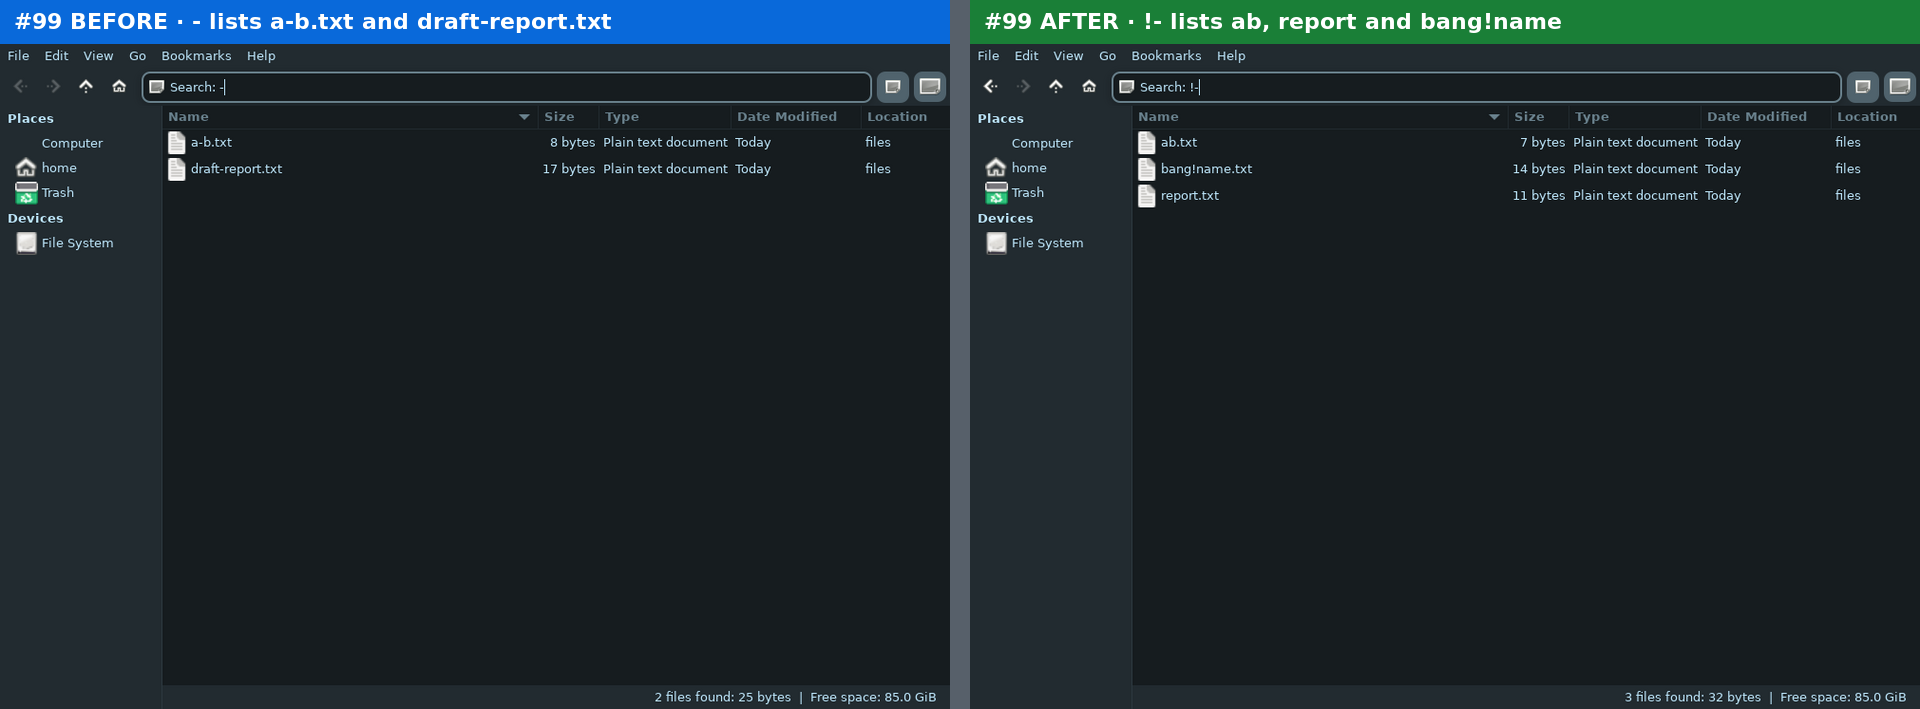 #99 BEFORE · - lists a-b.txt and draft-report.txt
File Edit View Go Bookmarks Help
Search: -
Places
Computer
home
Trash
Devices
File System
Name Size Type Date Modified Location
a-b.txt 8 bytes Plain text document Today files
draft-report.txt 17 bytes Plain text document Today files
2 files found: 25 bytes | Free space: 85.0 GiB
#99 AFTER · !- lists ab, report and bang!name
File Edit View Go Bookmarks Help
Search: !-
Places
Computer
home
Trash
Devices
File System
Name Size Type Date Modified Location
ab.txt 7 bytes Plain text document Today files
bang!name.txt 14 bytes Plain text document Today files
report.txt 11 bytes Plain text document Today files
3 files found: 32 bytes | Free space: 85.0 GiB